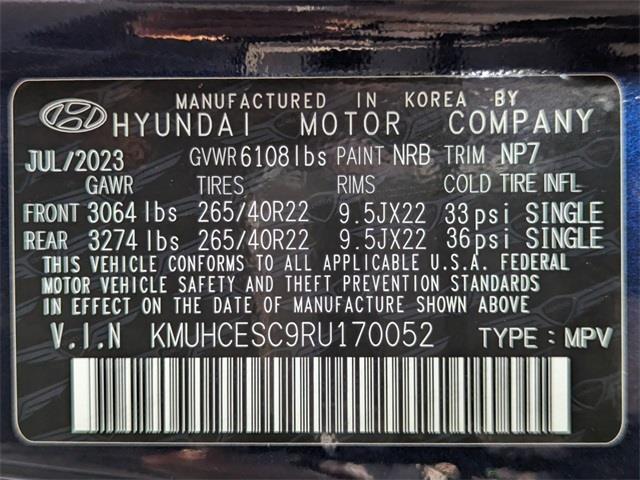 MANUFACTURED IN KOREA BY
HYUNDAI MOTOR COMPANY
JUL/2023 GVWR 6108lbs PAINT NRB TRIM NP7
GAWR TIRES RIMS COLD TIRE INFL
FRONT 3064 lbs 265/40R22 9.5JX22 33 psi SINGLE
REAR 3274 lbs 265/40R22 9.5JX22 36 psi SINGLE
THIS VEHICLE CONFORMS TO ALL APPLICABLE U.S.A. FEDERAL
MOTOR VEHICLE SAFETY AND THEFT PREVENTION STANDARDS
IN EFFECT ON THE DATE OF MANUFACTURE SHOWN ABOVE.
V.I.N KMUHCESC9RU170052 TYPE : MPV